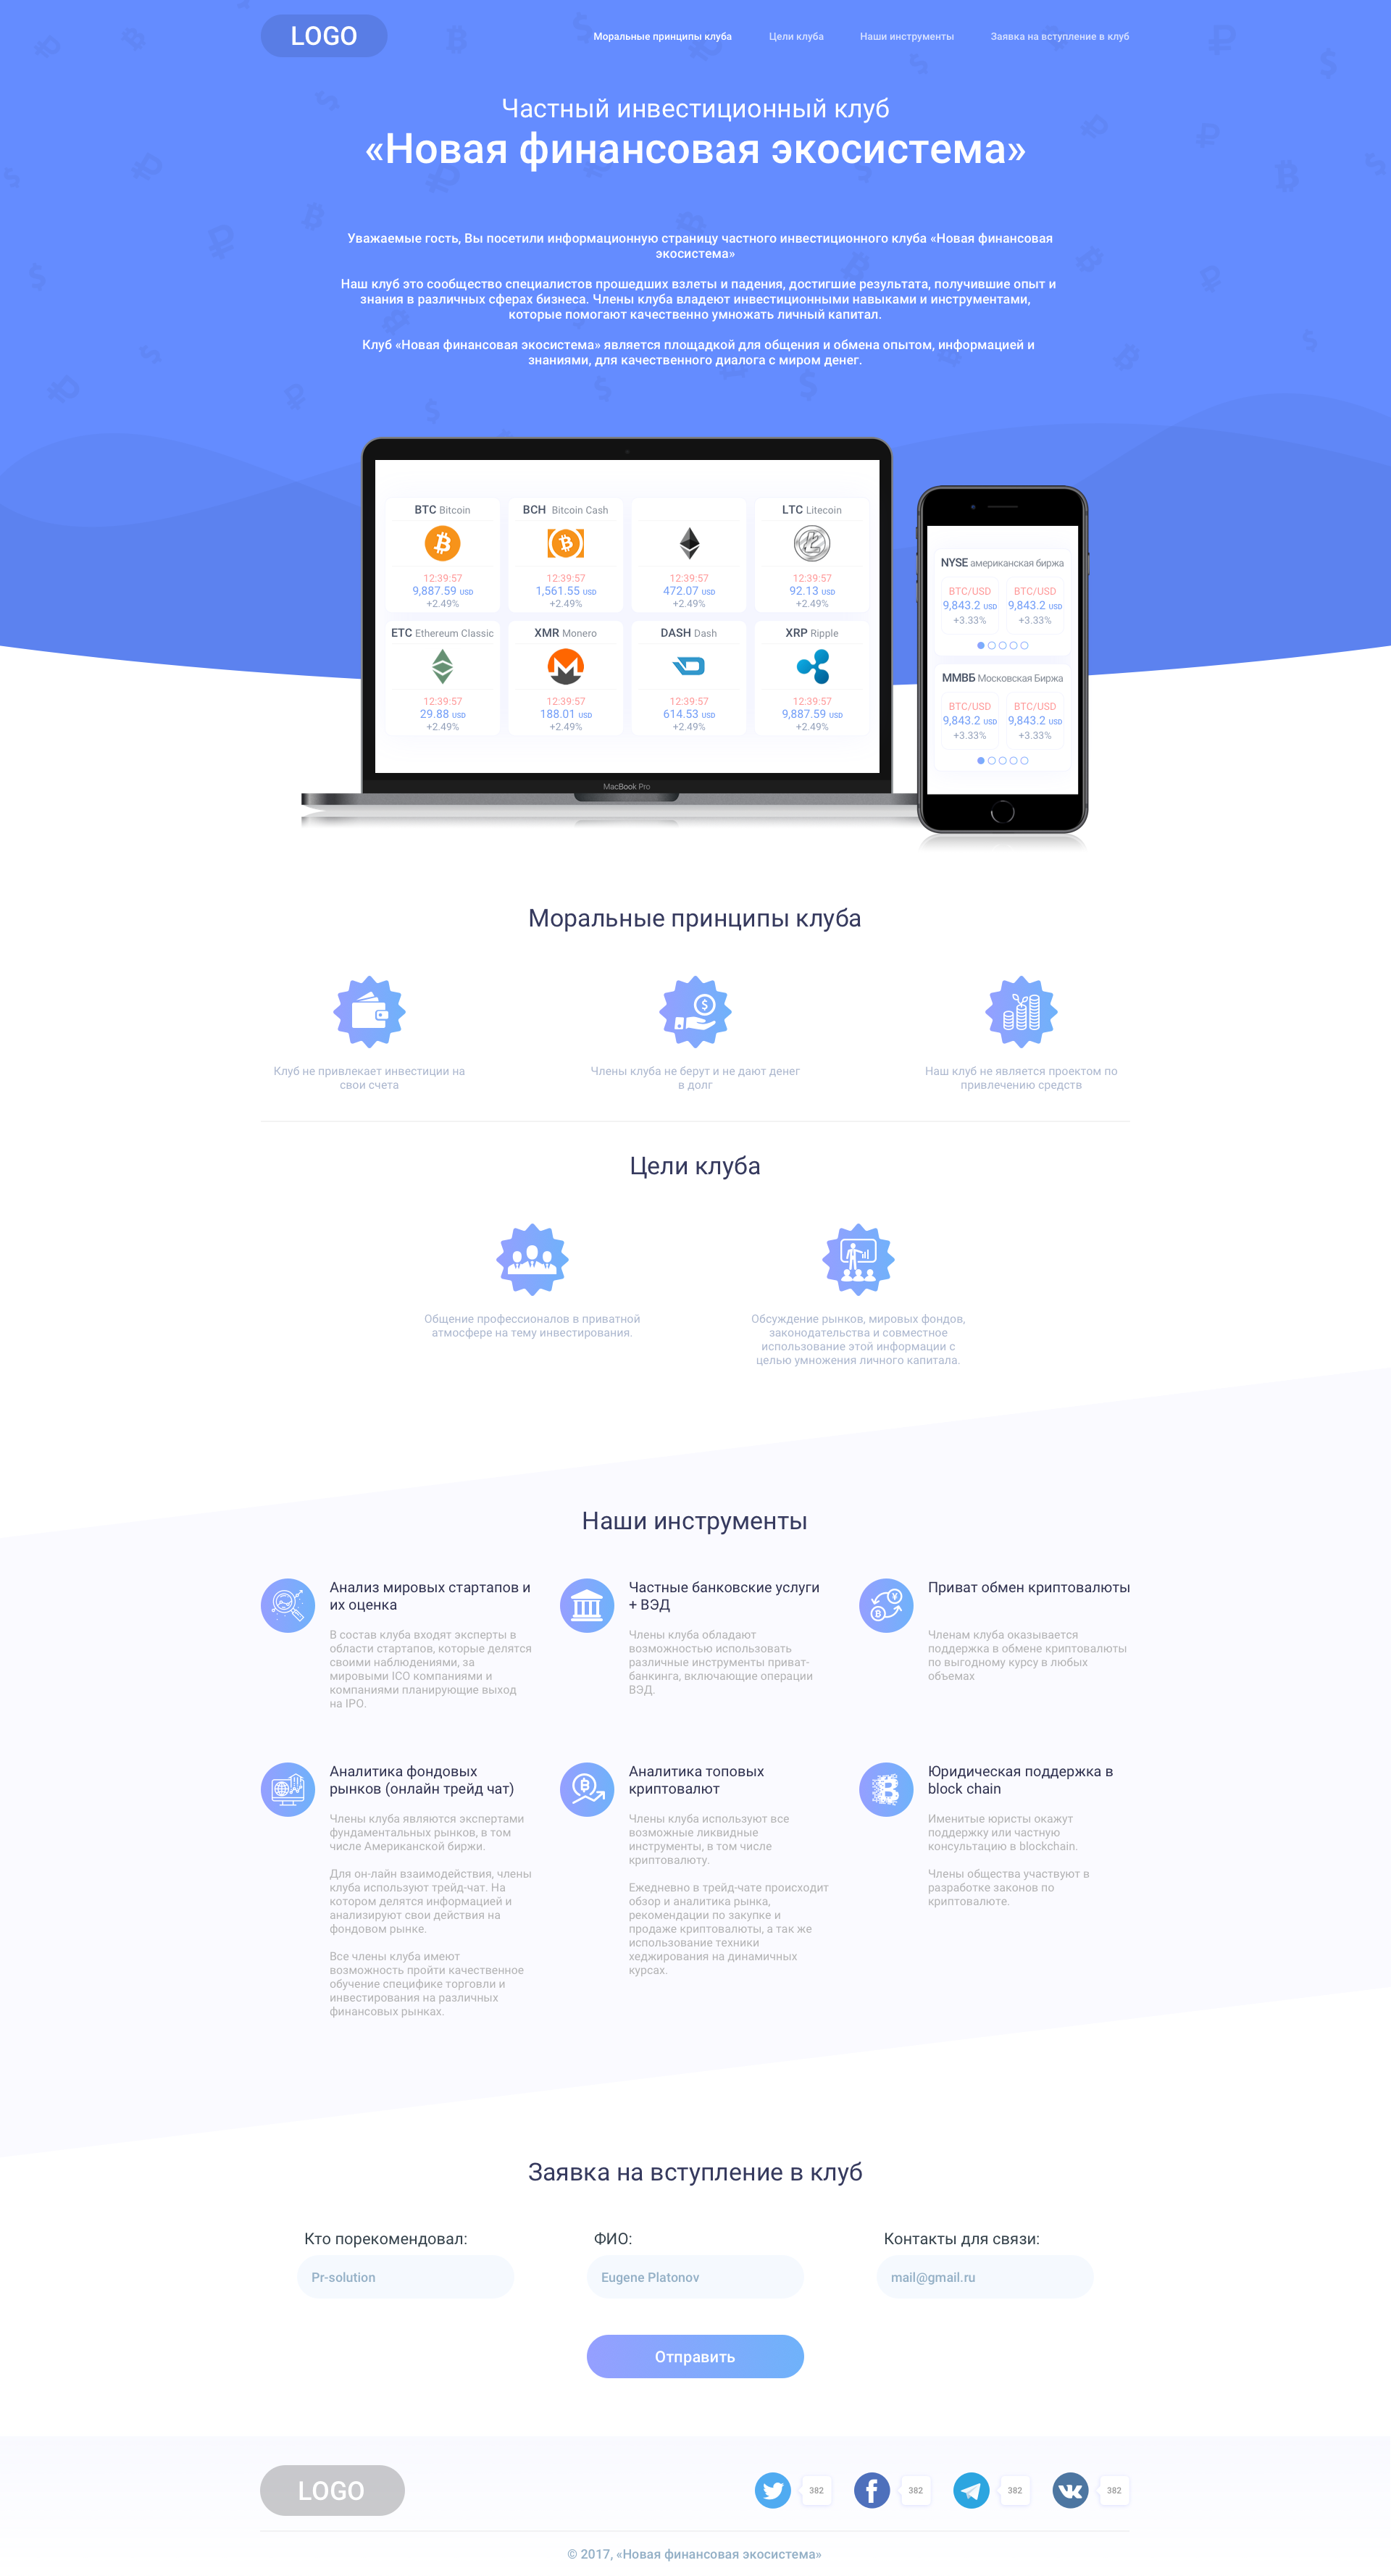 LOGO
Моральные принципы клуба
Цели клуба
Наши инструменты
Заявка на вступление в клуб
Частный инвестиционный клуб
«Новая финансовая экосистема»
Уважаемые гость, Вы посетили информационную страницу частного инвестиционного клуба «Новая финансовая
экосистема»
Наш клуб это сообщество специалистов прошедших взлеты и падения, достигшие результата, получившие опыт и
знания в различных сферах бизнеса. Члены клуба владеют инвестиционными навыками и инструментами,
которые помогают качественно умножать личный капитал.
Клуб «Новая финансовая экосистема» является площадкой для общения и обмена опытом, информацией и
знаниями, для качественного диалога с миром денег.
BTC Bitcoin
12:39:57
9,887.59 USD
+2.49%
BCH Bitcoin Cash
12:39:57
1,561.55 USD
+2.49%
12:39:57
472.07 USD
+2.49%
LTC Litecoin
12:39:57
92.13 USD
+2.49%
ETC Ethereum Classic
12:39:57
29.88 USD
+2.49%
XMR Monero
12:39:57
188.01 USD
+2.49%
DASH Dash
12:39:57
614.53 USD
+2.49%
XRP Ripple
12:39:57
9,887.59 USD
+2.49%
MacBook Pro
NYSE американская биржа
BTC/USD
9,843.2 USD
+3.33%
BTC/USD
9,843.2 USD
+3.33%
ММВБ Московская Биржа
BTC/USD
9,843.2 USD
+3.33%
BTC/USD
9,843.2 USD
+3.33%
Моральные принципы клуба
Клуб не привлекает инвестиции на
свои счета
Члены клуба не берут и не дают денег
в долг
Наш клуб не является проектом по
привлечению средств
Цели клуба
Общение профессионалов в приватной
атмосфере на тему инвестирования.
Обсуждение рынков, мировых фондов,
законодательства и совместное
использование этой информации с
целью умножения личного капитала.
Наши инструменты
Анализ мировых стартапов и
их оценка
В состав клуба входят эксперты в
области стартапов, которые делятся
своими наблюдениями, за
мировыми ICO компаниями и
компаниями планирующие выход
на IPO.
Частные банковские услуги
+ ВЭД
Члены клуба обладают
возможностью использовать
различные инструменты приват-
банкинга, включающие операции
ВЭД.
Приват обмен криптовалюты
Членам клуба оказывается
поддержка в обмене криптовалюты
по выгодному курсу в любых
объемах
Аналитика фондовых
рынков (онлайн трейд чат)
Члены клуба являются экспертами
фундаментальных рынков, в том
числе Американской биржи.
Для он-лайн взаимодействия, члены
клуба используют трейд-чат. На
котором делятся информацией и
анализируют свои действия на
фондовом рынке.
Все члены клуба имеют
возможность пройти качественное
обучение специфике торговли и
инвестирования на различных
финансовых рынках.
Аналитика топовых
криптовалют
Члены клуба используют все
возможные ликвидные
инструменты, в том числе
криптовалюту.
Ежедневно в трейд-чате происходит
обзор и аналитика рынка,
рекомендации по закупке и
продаже криптовалюты, а так же
использование техники
хеджирования на динамичных
курсах.
Юридическая поддержка в
block chain
Именитые юристы окажут
поддержку или частную
консультацию в blockchain.
Члены общества участвуют в
разработке законов по
криптовалюте.
Заявка на вступление в клуб
Кто порекомендовал:
Pr-solution
ФИО:
Eugene Platonov
Контакты для связи:
mail@gmail.ru
Отправить
LOGO
382
382
382
382
© 2017, «Новая финансовая экосистема»